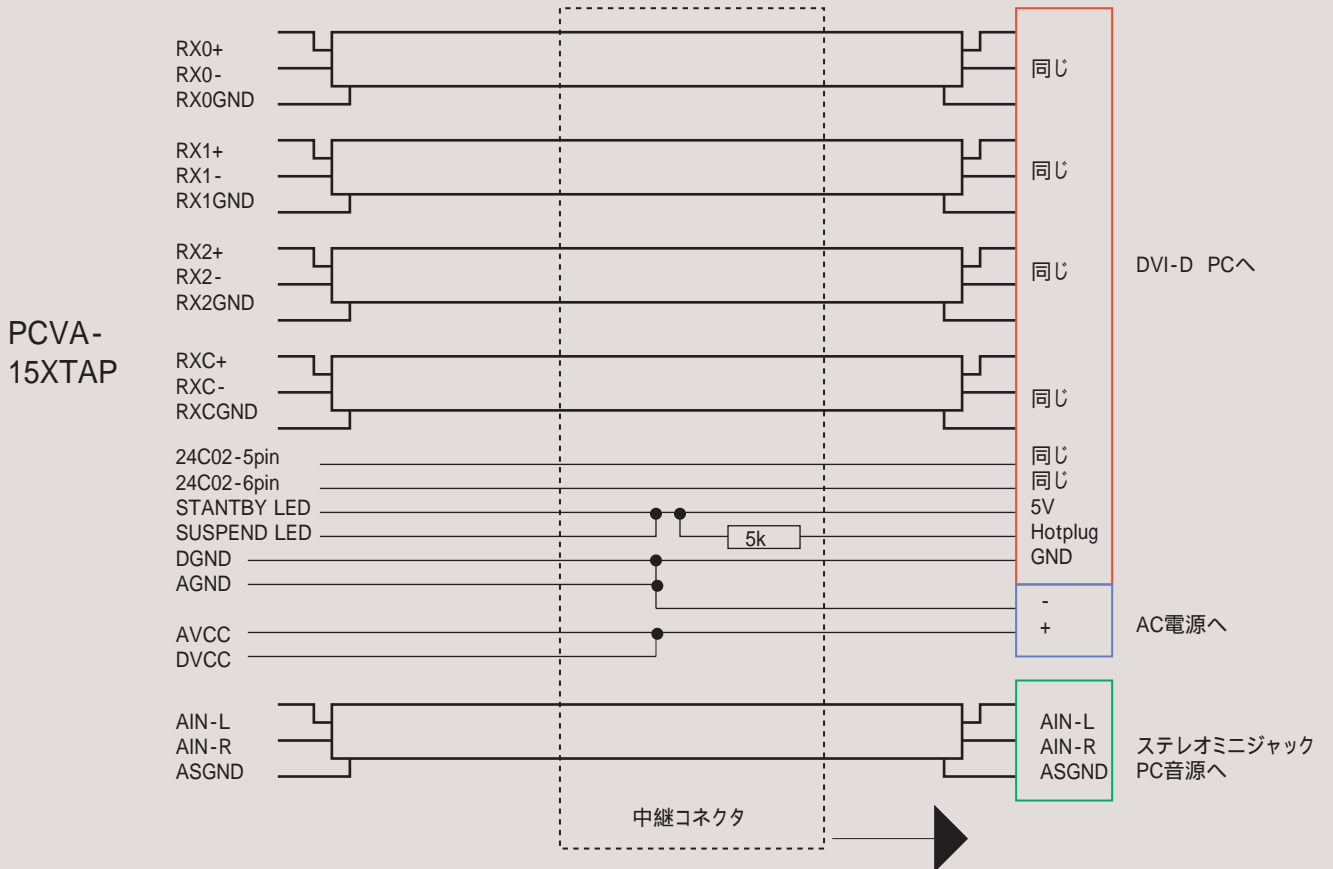 PCVA-
15XTAP
RX0+
RX0-
RX0GND
同じ
RX1+
RX1-
RX1GND
同じ
RX2+
RX2-
RX2GND
同じ
DVI-D PCへ
RXC+
RXC-
RXCGND
同じ
24C02-5pin
同じ
24C02-6pin
同じ
STANTBY LED
5V
SUSPEND LED
5k
Hotplug
DGND
GND
AGND
-
+
AC電源へ
AVCC
DVCC
AIN-L
AIN-R
ASGND
AIN-L
AIN-R
ASGND
ステレオミニジャック
PC音源へ
中継コネクタ